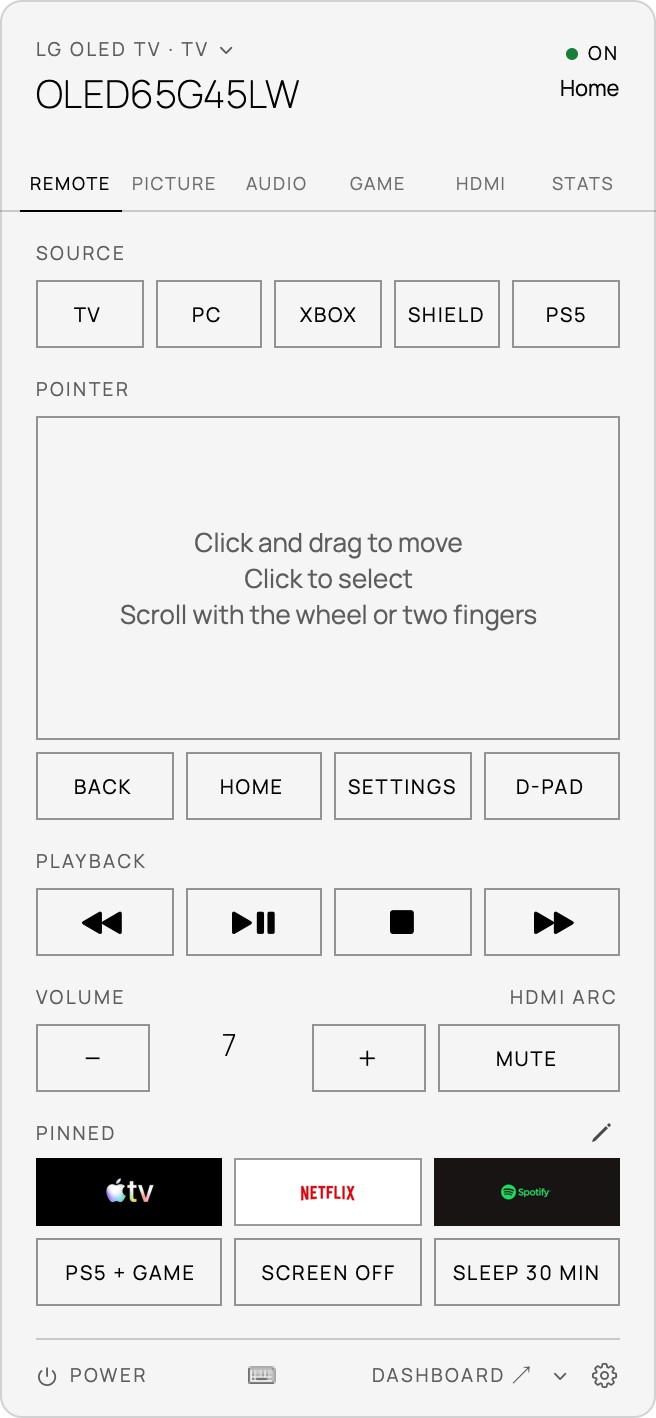 LG OLED TV · TV
ON
OLED65G45LW
Home
REMOTE PICTURE AUDIO GAME HDMI STATS
SOURCE
TV PC XBOX SHIELD PS5
POINTER
Click and drag to move
Click to select
Scroll with the wheel or two fingers
BACK HOME SETTINGS D-PAD
PLAYBACK
VOLUME HDMI ARC
− 7 + MUTE
PINNED
tv NETFLIX Spotify
PS5 + GAME SCREEN OFF SLEEP 30 MIN
POWER DASHBOARD ↗